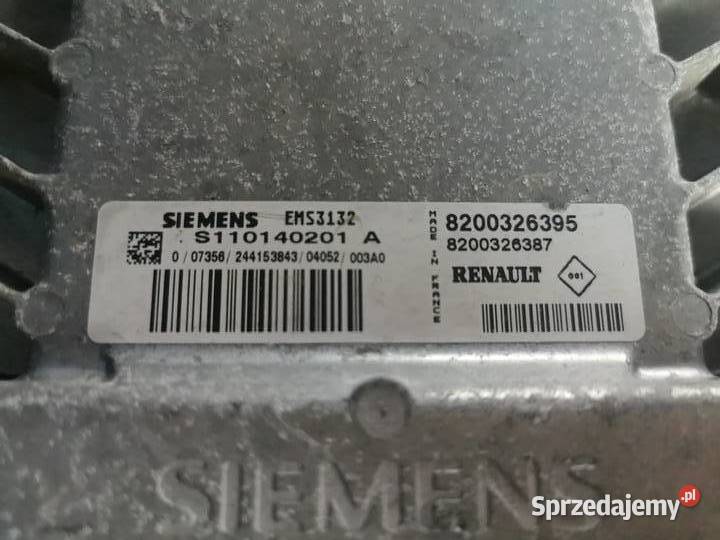 SIEMENS EMS3132
S110140201 A
0 / 07356 / 244153843 / 04052 / 003A0
MADE IN FRANCE
8200326395
8200326387
RENAULT
001
SIEMENS
Sprzedajemy.pl